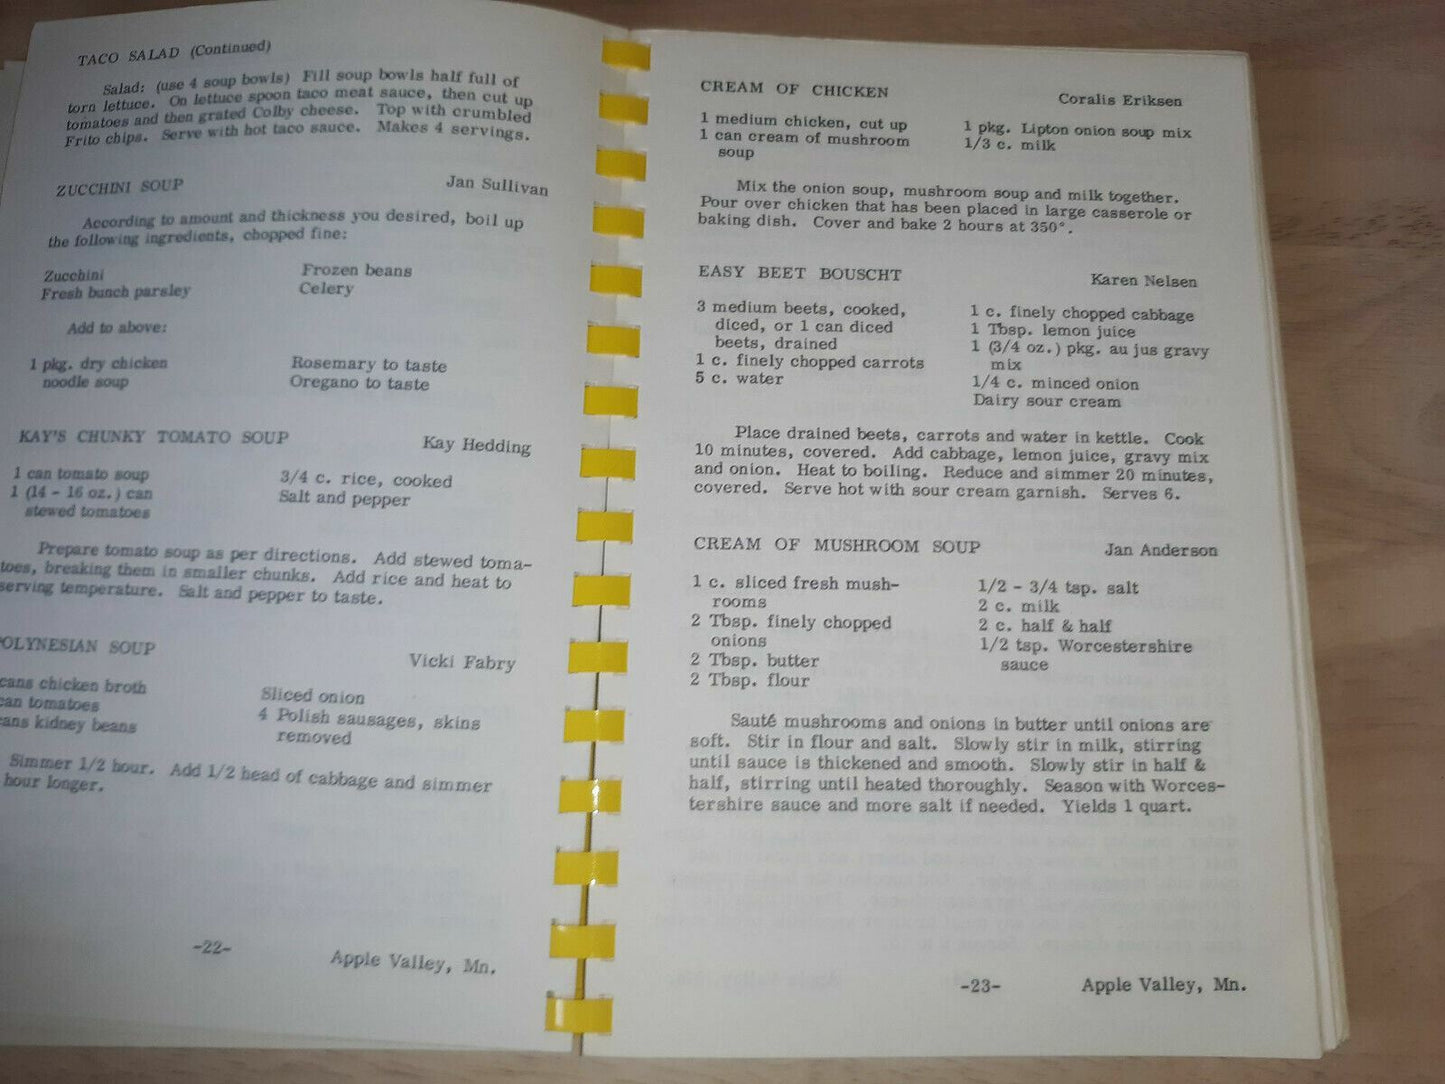 TACO SALAD (Continued)
Salad: (use 4 soup bowls) Fill soup bowls half full of
torn lettuce. On lettuce spoon taco meat sauce, then cut up
tomatoes and then grated Colby cheese. Top with crumbled
Frito chips. Serve with hot taco sauce. Makes 4 servings.
ZUCCHINI SOUP Jan Sullivan
According to amount and thickness you desired, boil up
the following ingredients, chopped fine:
Zucchini Frozen beans
Fresh bunch parsley Celery
Add to above:
1 pkg. dry chicken Rosemary to taste
noodle soup Oregano to taste
KAY'S CHUNKY TOMATO SOUP Kay Hedding
1 can tomato soup 3/4 c. rice, cooked
1 (14 - 16 oz.) can Salt and pepper
stewed tomatoes
Prepare tomato soup as per directions. Add stewed toma-
toes, breaking them in smaller chunks. Add rice and heat to
serving temperature. Salt and pepper to taste.
OLYNESIAN SOUP Vicki Fabry
cans chicken broth Sliced onion
can tomatoes 4 Polish sausages, skins
ans kidney beans removed
Simmer 1/2 hour. Add 1/2 head of cabbage and simmer
hour longer.
-22- Apple Valley, Mn.
CREAM OF CHICKEN Coralis Eriksen
1 medium chicken, cut up 1 pkg. Lipton onion soup mix
1 can cream of mushroom 1/3 c. milk
soup
Mix the onion soup, mushroom soup and milk together.
Pour over chicken that has been placed in large casserole or
baking dish. Cover and bake 2 hours at 350°.
EASY BEET BOUSCHT Karen Nelsen
3 medium beets, cooked, 1 c. finely chopped cabbage
diced, or 1 can diced 1 Tbsp. lemon juice
beets, drained 1 (3/4 oz.) pkg. au jus gravy
1 c. finely chopped carrots mix
5 c. water 1/4 c. minced onion
Dairy sour cream
Place drained beets, carrots and water in kettle. Cook
10 minutes, covered. Add cabbage, lemon juice, gravy mix
and onion. Heat to boiling. Reduce and simmer 20 minutes,
covered. Serve hot with sour cream garnish. Serves 6.
CREAM OF MUSHROOM SOUP Jan Anderson
1 c. sliced fresh mush- 1/2 - 3/4 tsp. salt
rooms 2 c. milk
2 Tbsp. finely chopped 2 c. half & half
onions 1/2 tsp. Worcestershire
2 Tbsp. butter sauce
2 Tbsp. flour
Sauté mushrooms and onions in butter until onions are
soft. Stir in flour and salt. Slowly stir in milk, stirring
until sauce is thickened and smooth. Slowly stir in half &
half, stirring until heated thoroughly. Season with Worces-
tershire sauce and more salt if needed. Yields 1 quart.
-23- Apple Valley, Mn.